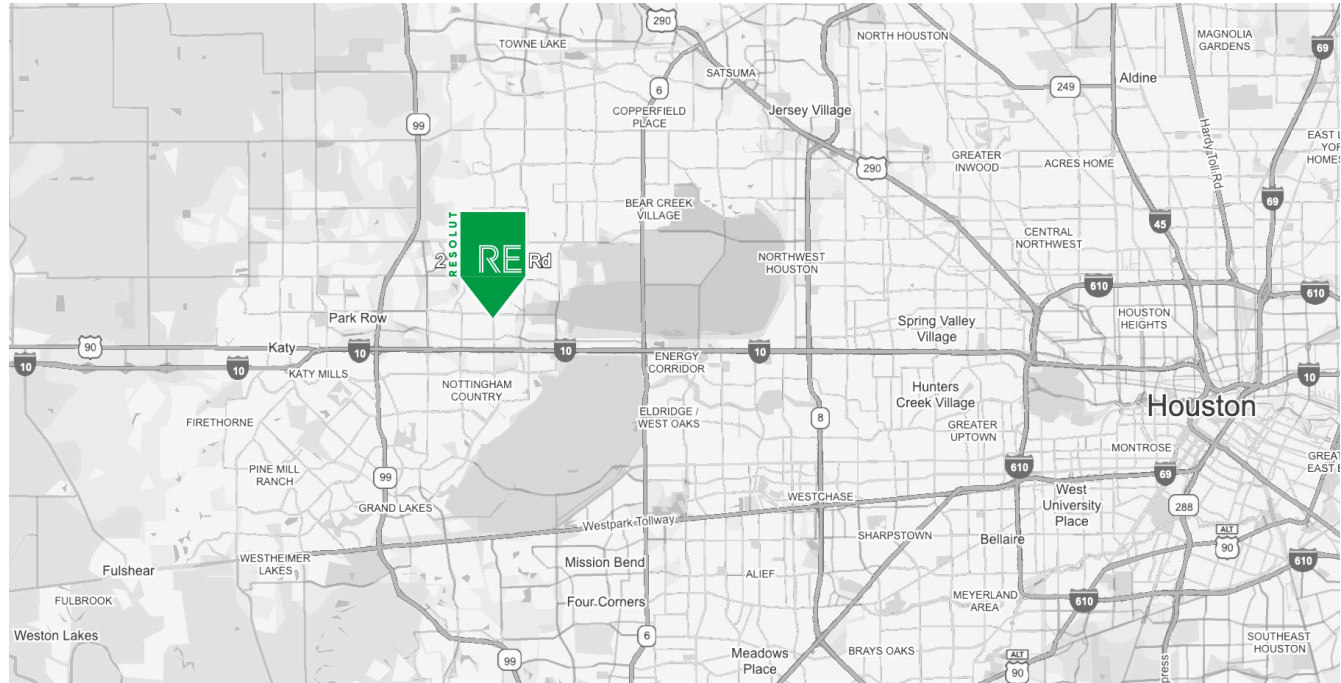 290
NORTH HOUSTON
MAGNOLIA
GARDENS
TOWNE LAKE
69
SATSUMA
Aldine
6
249
COPPERFIELD
PLACE
Jersey Village
99
Hardy Toll Rd
GREATER
INWOOD
ACRES HOME
290
69
BEAR CREEK
VILLAGE
45
RESOLUT
RE
2
Rd
CENTRAL
NORTHWEST
NORTHWEST
HOUSTON
610
610
Park Row
HOUSTON
HEIGHTS
Spring Valley
Village
90
Katy
10
10
10
10
10
ENERGY
CORRIDOR
KATY MILLS
10
NOTTINGHAM
COUNTRY
Hunters
Creek Village
Houston
FIRETHORNE
ELDRIDGE /
WEST OAKS
8
GREATER
UPTOWN
MONTROSE
PINE MILL
RANCH
99
610
69
GRAND LAKES
WESTCHASE
West
University
Place
288
Westpark Tollway
SHARPSTOWN
Bellaire
ALT
90
WESTHEIMER
LAKES
Fulshear
Mission Bend
ALIEF
610
FULBROOK
Four Corners
MEYERLAND
AREA
610
Weston Lakes
6
SOUTHEAST
HOUSTON
99
Meadows
Place
BRAYS OAKS
ALT
90